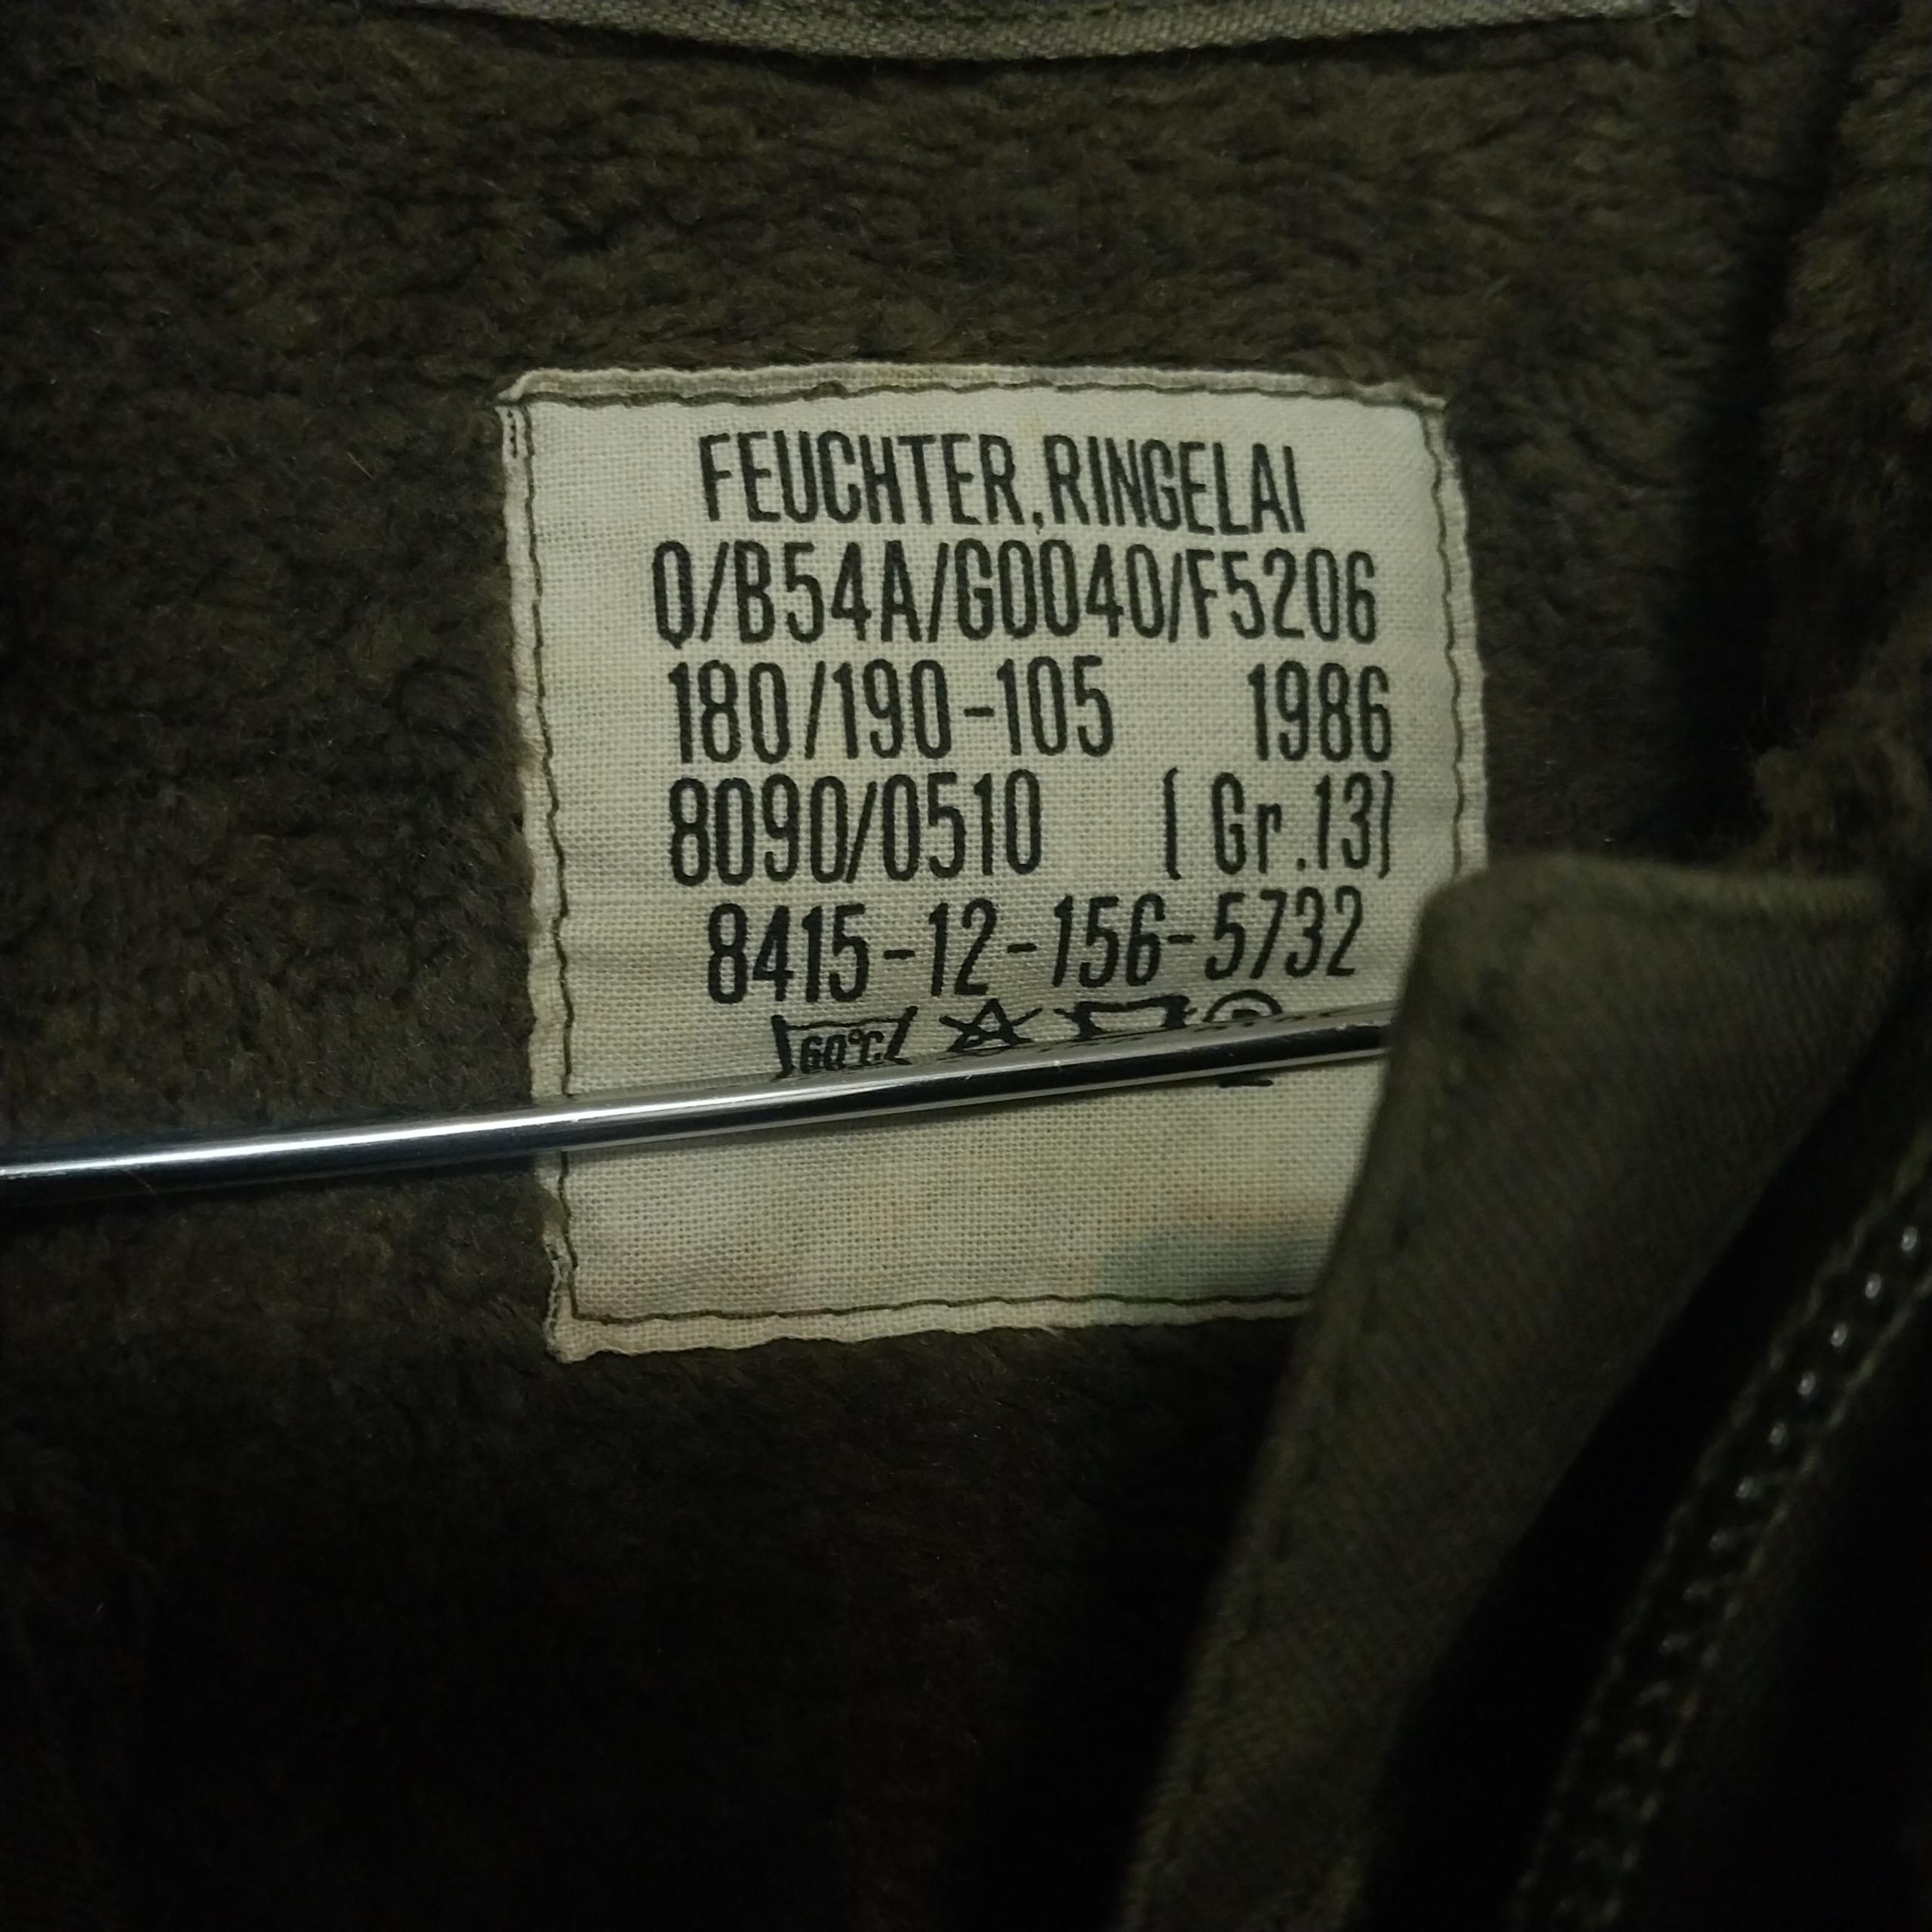 FEUCHTER,RINGELAI
Q/B54A/G0040/F5206
180/190-105 1986
8090/0510 (Gr.13)
8415-12-156-5732
60°C